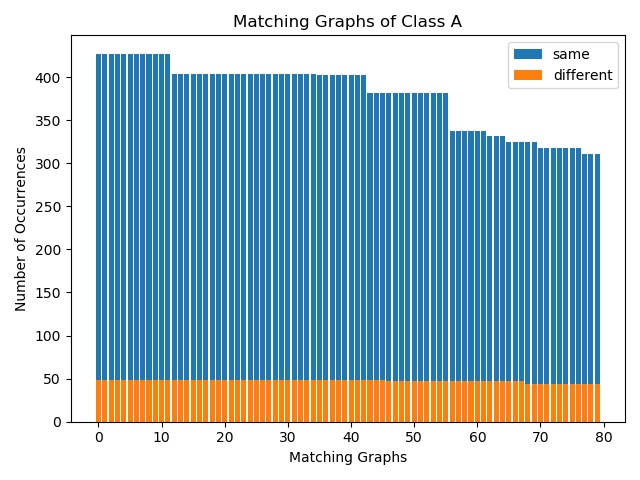 Matching Graphs of Class A
same
different
Number of Occurrences
400
350
300
250
200
150
100
50
0
0 10 20 30 40 50 60 70 80
Matching Graphs